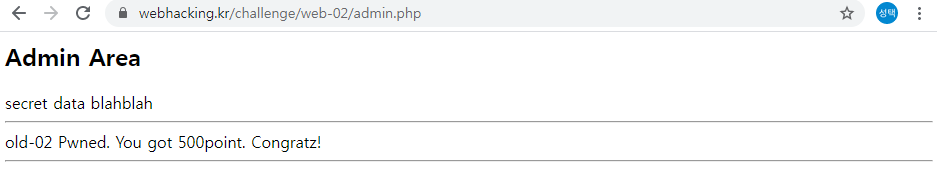 webhacking.kr/challenge/web-02/admin.php
성택
Admin Area
secret data blahblah
old-02 Pwned. You got 500point. Congratz!